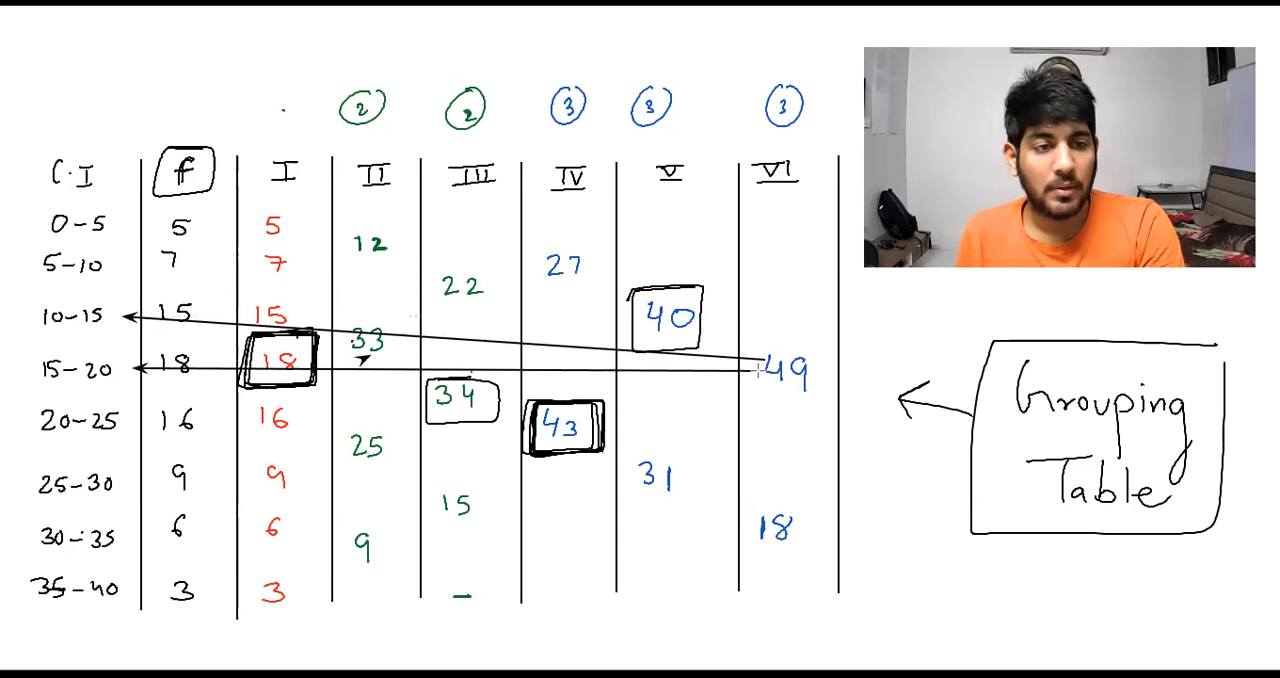 2 2 3 3 3
C.I f I II III IV V VI
0-5 5 5
12
5-10 7 7 27
22
10-15 15 15 40
33
15-20 18 18 49
34
20-25 16 16 43
25
25-30 9 9 31
15
30-35 6 6 18
9
35-40 3 3 -
Grouping
Table